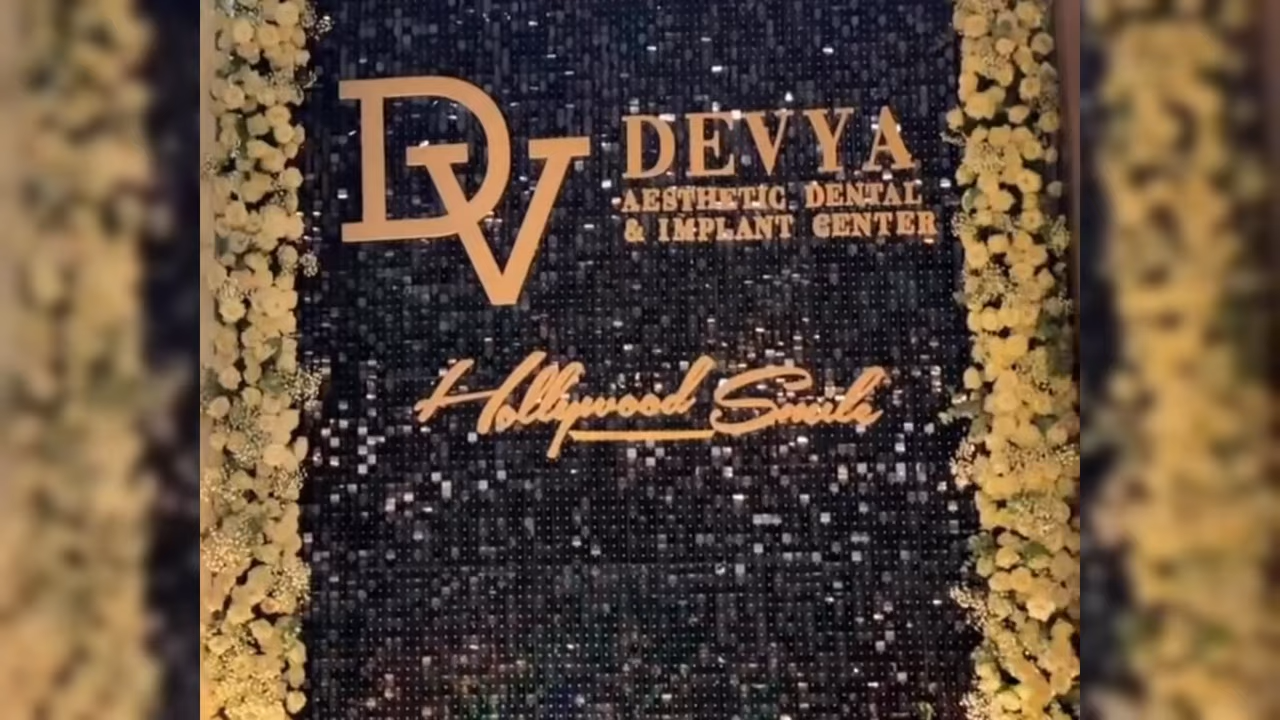 DV
DEVYA
AESTHETIC DENTAL
& IMPLANT CENTER
Hollywood Smile